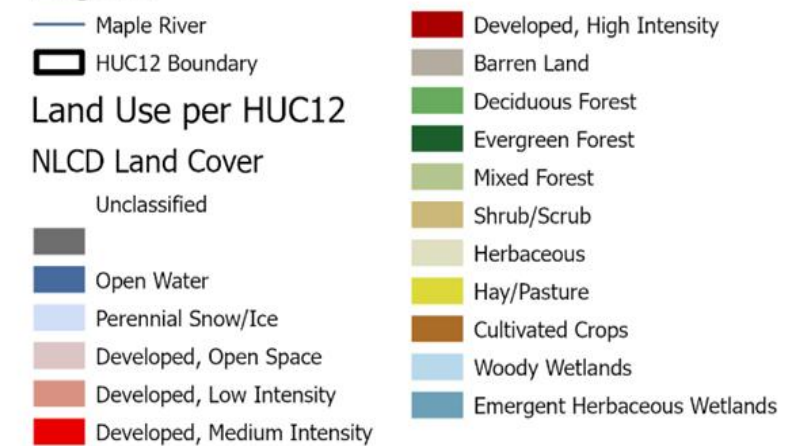 Maple River
HUC12 Boundary
Land Use per HUC12
NLCD Land Cover
Unclassified
Open Water
Perennial Snow/Ice
Developed, Open Space
Developed, Low Intensity
Developed, Medium Intensity
Developed, High Intensity
Barren Land
Deciduous Forest
Evergreen Forest
Mixed Forest
Shrub/Scrub
Herbaceous
Hay/Pasture
Cultivated Crops
Woody Wetlands
Emergent Herbaceous Wetlands